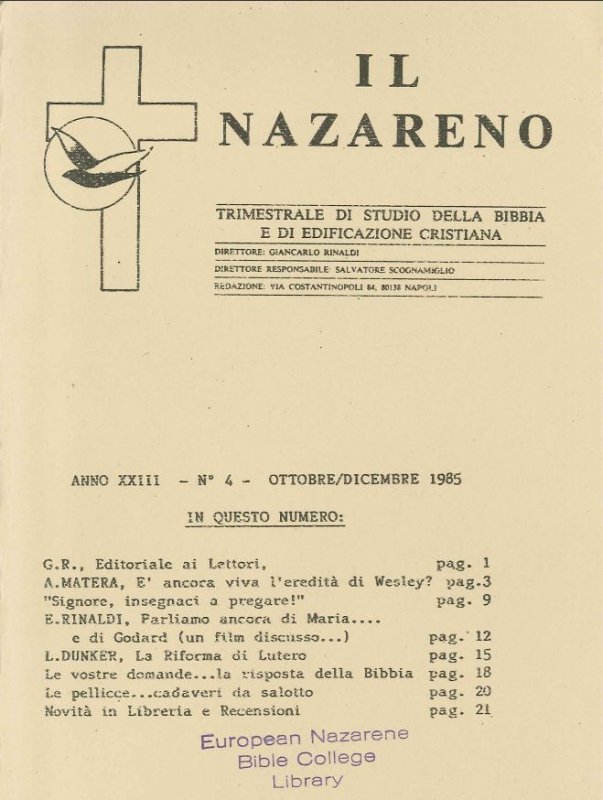 IL
NAZARENO
TRIMESTRALE DI STUDIO DELLA BIBBIA
E DI EDIFICAZIONE CRISTIANA
DIRETTORE: GIANCARLO RINALDI
DIRETTORE RESPONSABILE: SALVATORE SCOGNAMIGLIO
REDAZIONE: VIA COSTANTINOPOLI 84, 80138 NAPOLI
ANNO XXIII - N° 4 - OTTOBRE/DICEMBRE 1985
IN QUESTO NUMERO:
G.R., Editoriale ai Lettori, pag. 1
A.MATERA, E' ancora viva l'eredità di Wesley? pag.3
"Signore, insegnaci a pregare!" pag. 9
E.RINALDI, Parliamo ancora di Maria....
e di Godard (un film discusso...) pag. 12
L.DUNKER, La Riforma di Lutero pag. 15
Le vostre domande...la risposta della Bibbia pag. 18
Le pellicce...cadaveri da salotto pag. 20
Novità in Libreria e Recensioni pag. 21
European Nazarene
Bible College
Library